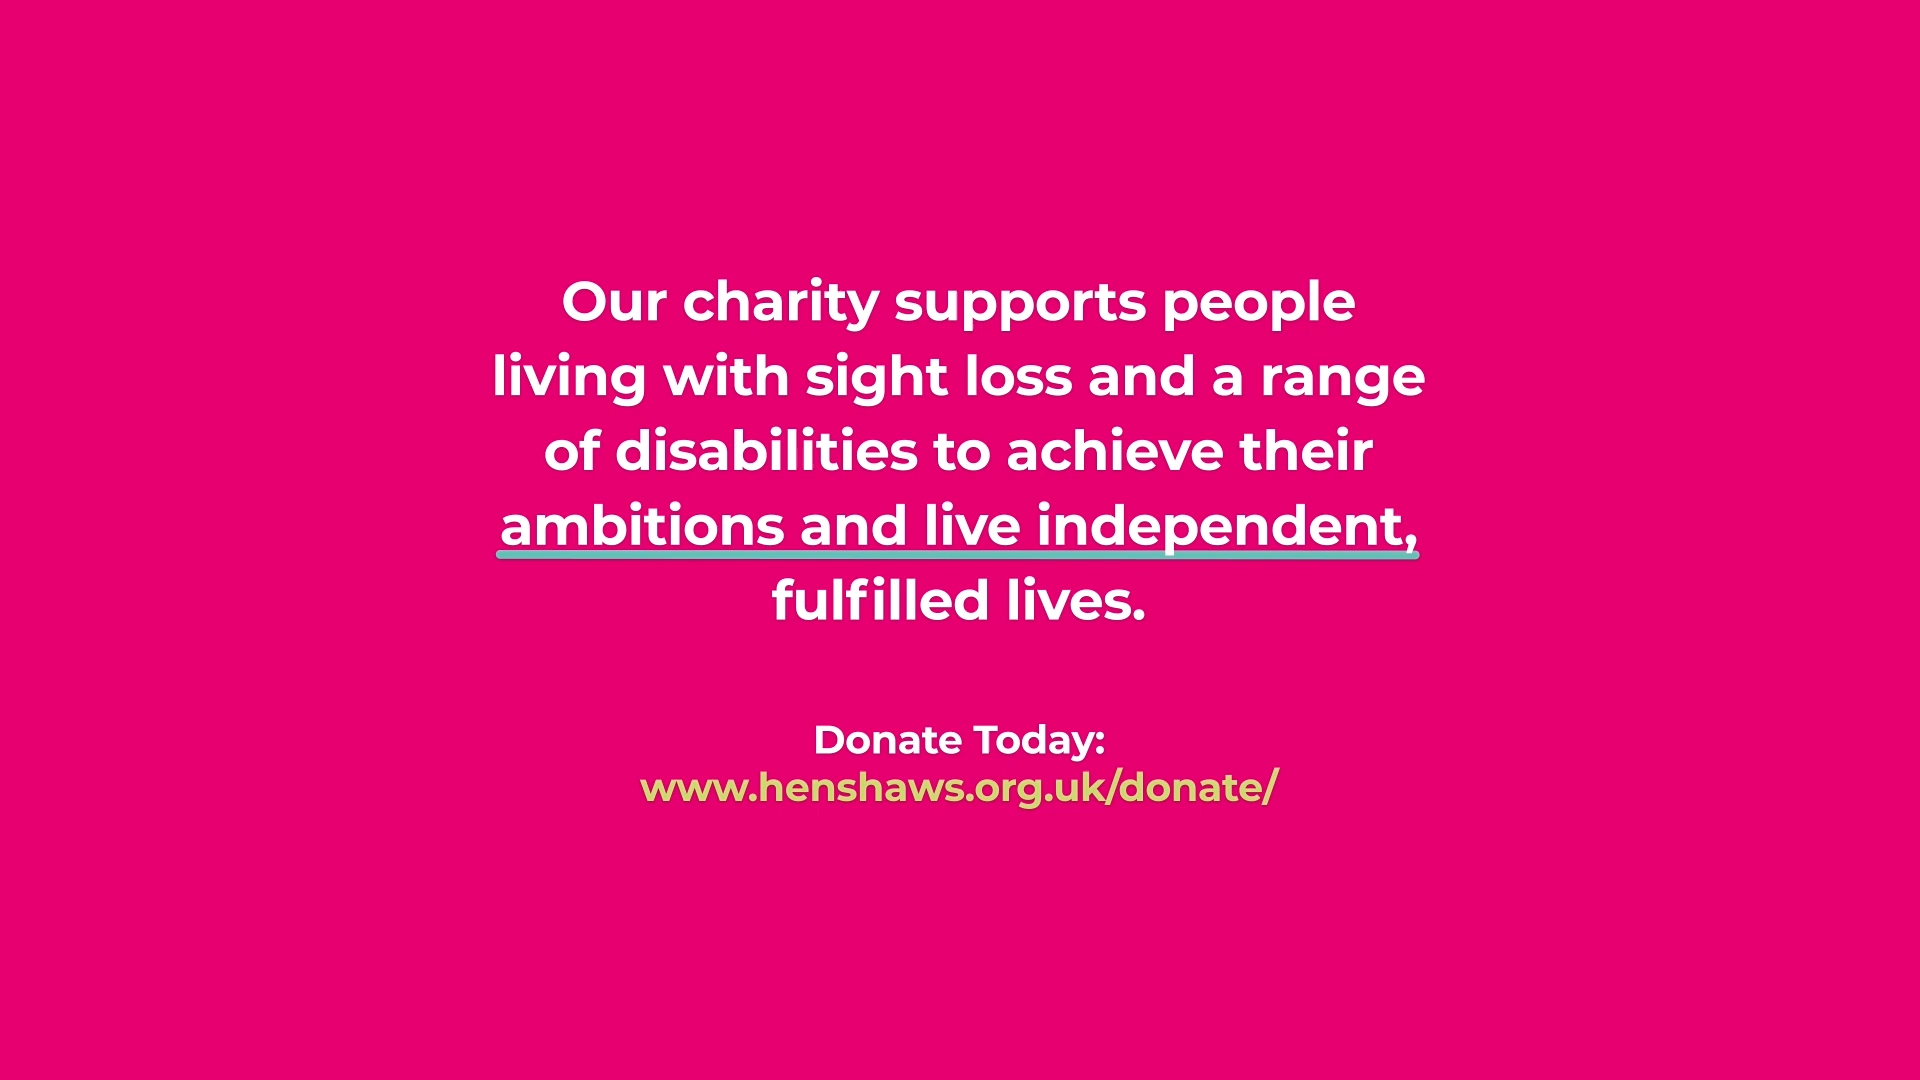 Our charity supports people
living with sight loss and a range
of disabilities to achieve their
ambitions and live independent,
fulfilled lives.
Donate Today:
www.henshaws.org.uk/donate/